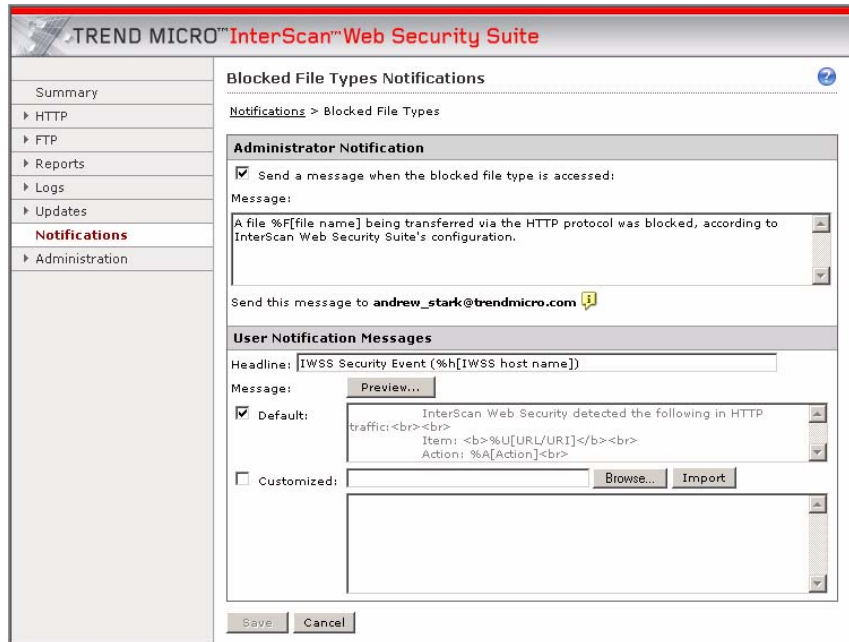 TREND MICRO™ InterScan™ Web Security Suite
Summary
HTTP
FTP
Reports
Logs
Updates
Notifications
Administration
Blocked File Types Notifications
?
Notifications > Blocked File Types
Administrator Notification
Send a message when the blocked file type is accessed:
Message:
A file %F[file name] being transferred via the HTTP protocol was blocked, according to
InterScan Web Security Suite's configuration.
Send this message to andrew_stark@trendmicro.com i
User Notification Messages
Headline: IWSS Security Event (%h[IWSS host name])
Message: Preview...
Default: InterScan Web Security detected the following in HTTP
traffic:<br><br>
Item: <b>%U[URL/URI]</b><br>
Action: %A[Action]<br>
Customized: Browse... Import
Save Cancel